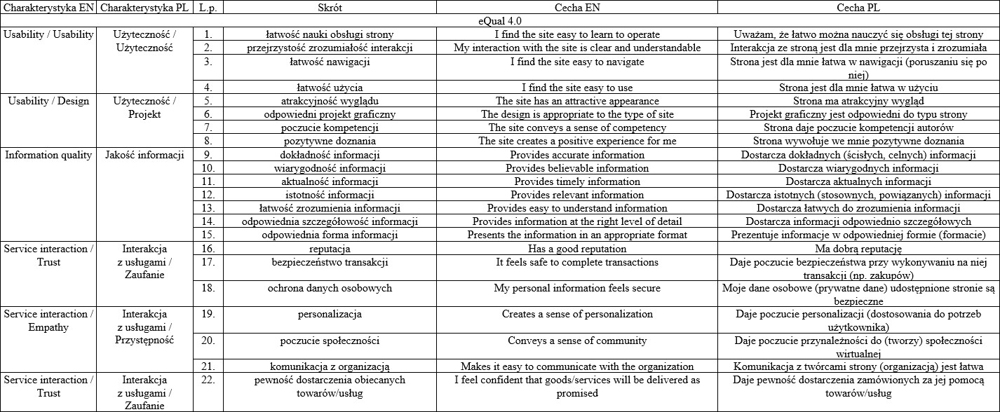 Charakterystyka EN Charakterystyka PL L.p. Skrót Cecha EN Cecha PL
eQual 4.0
Usability / Usability Użyteczność / 1. łatwość nauki obsługi strony I find the site easy to learn to operate Uważam, że łatwo można nauczyć się obsługi tej strony
Użyteczność 2. przejrzystość zrozumiałość interakcji My interaction with the site is clear and understandable Interakcja ze stroną jest dla mnie przejrzysta i zrozumiała
3. łatwość nawigacji I find the site easy to navigate Strona jest dla mnie łatwa w nawigacji (poruszaniu się po
niej)
4. łatwość użycia I find the site easy to use Strona jest dla mnie łatwa w użyciu
Usability / Design Użyteczność / 5. atrakcyjność wyglądu The site has an attractive appearance Strona ma atrakcyjny wygląd
Projekt 6. odpowiedni projekt graficzny The design is appropriate to the type of site Projekt graficzny jest odpowiedni do typu strony
7. poczucie kompetencji The site conveys a sense of competency Strona daje poczucie kompetencji autorów
8. pozytywne doznania The site creates a positive experience for me Strona wywołuje we mnie pozytywne doznania
Information quality Jakość informacji 9. dokładność informacji Provides accurate information Dostarcza dokładnych (ścisłych, celnych) informacji
10. wiarygodność informacji Provides believable information Dostarcza wiarygodnych informacji
11. aktualność informacji Provides timely information Dostarcza aktualnych informacji
12. istotność informacji Provides relevant information Dostarcza istotnych (stosownych, powiązanych) informacji
13. łatwość zrozumienia informacji Provides easy to understand information Dostarcza łatwych do zrozumienia informacji
14. odpowiednia szczegółowość informacji Provides information at the right level of detail Dostarcza informacji odpowiednio szczegółowych
15. odpowiednia forma informacji Presents the information in an appropriate format Prezentuje informacje w odpowiedniej formie (formacie)
Service interaction / Interakcja 16. reputacja Has a good reputation Ma dobrą reputację
Trust z usługami / 17. bezpieczeństwo transakcji It feels safe to complete transactions Daje poczucie bezpieczeństwa przy wykonywaniu na niej
Zaufanie transakcji (np. zakupów)
18. ochrona danych osobowych My personal information feels secure Moje dane osobowe (prywatne dane) udostępnione stronie są
bezpieczne
Service interaction / Interakcja 19. personalizacja Creates a sense of personalization Daje poczucie personalizacji (dostosowania do potrzeb
Empathy z usługami / użytkownika)
Przystępność 20. poczucie społeczności Conveys a sense of community Daje poczucie przynależności do (tworzy) społeczności
wirtualnej
21. komunikacja z organizacją Makes it easy to communicate with the organization Komunikacja z twórcami strony (organizacją) jest łatwa
Service interaction / Interakcja 22. pewność dostarczenia obiecanych I feel confident that goods/services will be delivered as Daje pewność dostarczenia zamówionych za jej pomocą
Trust z usługami / towarów/usług promised towarów/usług
Zaufanie